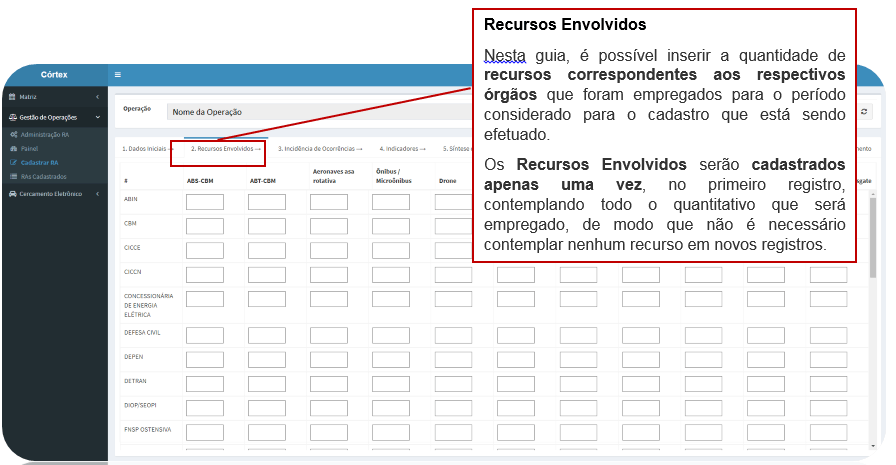 Recursos Envolvidos
Nesta guia, é possível inserir a quantidade de
recursos correspondentes aos respectivos
órgãos que foram empregados para o período
considerado para o cadastro que está sendo
efetuado.
Os Recursos Envolvidos serão cadastrados
apenas uma vez, no primeiro registro,
contemplando todo o quantitativo que será
empregado, de modo que não é necessário
contemplar nenhum recurso em novos registros.
Córtex
Matriz
Gestão de Operações
Administração RA
Painel
Cadastrar RA
RAs Cadastrados
Cercamento Eletrônico
Operação
Nome da Operação
1. Dados Iniciais → 2. Recursos Envolvidos → 3. Incidência de Ocorrências → 4. Indicadores → 5. Síntese
# ABS-CBM ABT-CBM Aeronaves asa
rotativa Ônibus /
Microônibus Drone
ABIN
CBM
CICCE
CICCN
CONCESSIONÁRIA
DE ENERGIA
ELÉTRICA
DEFESA CIVIL
DEPEN
DETRAN
DIOP/SEOPI
FNSP OSTENSIVA